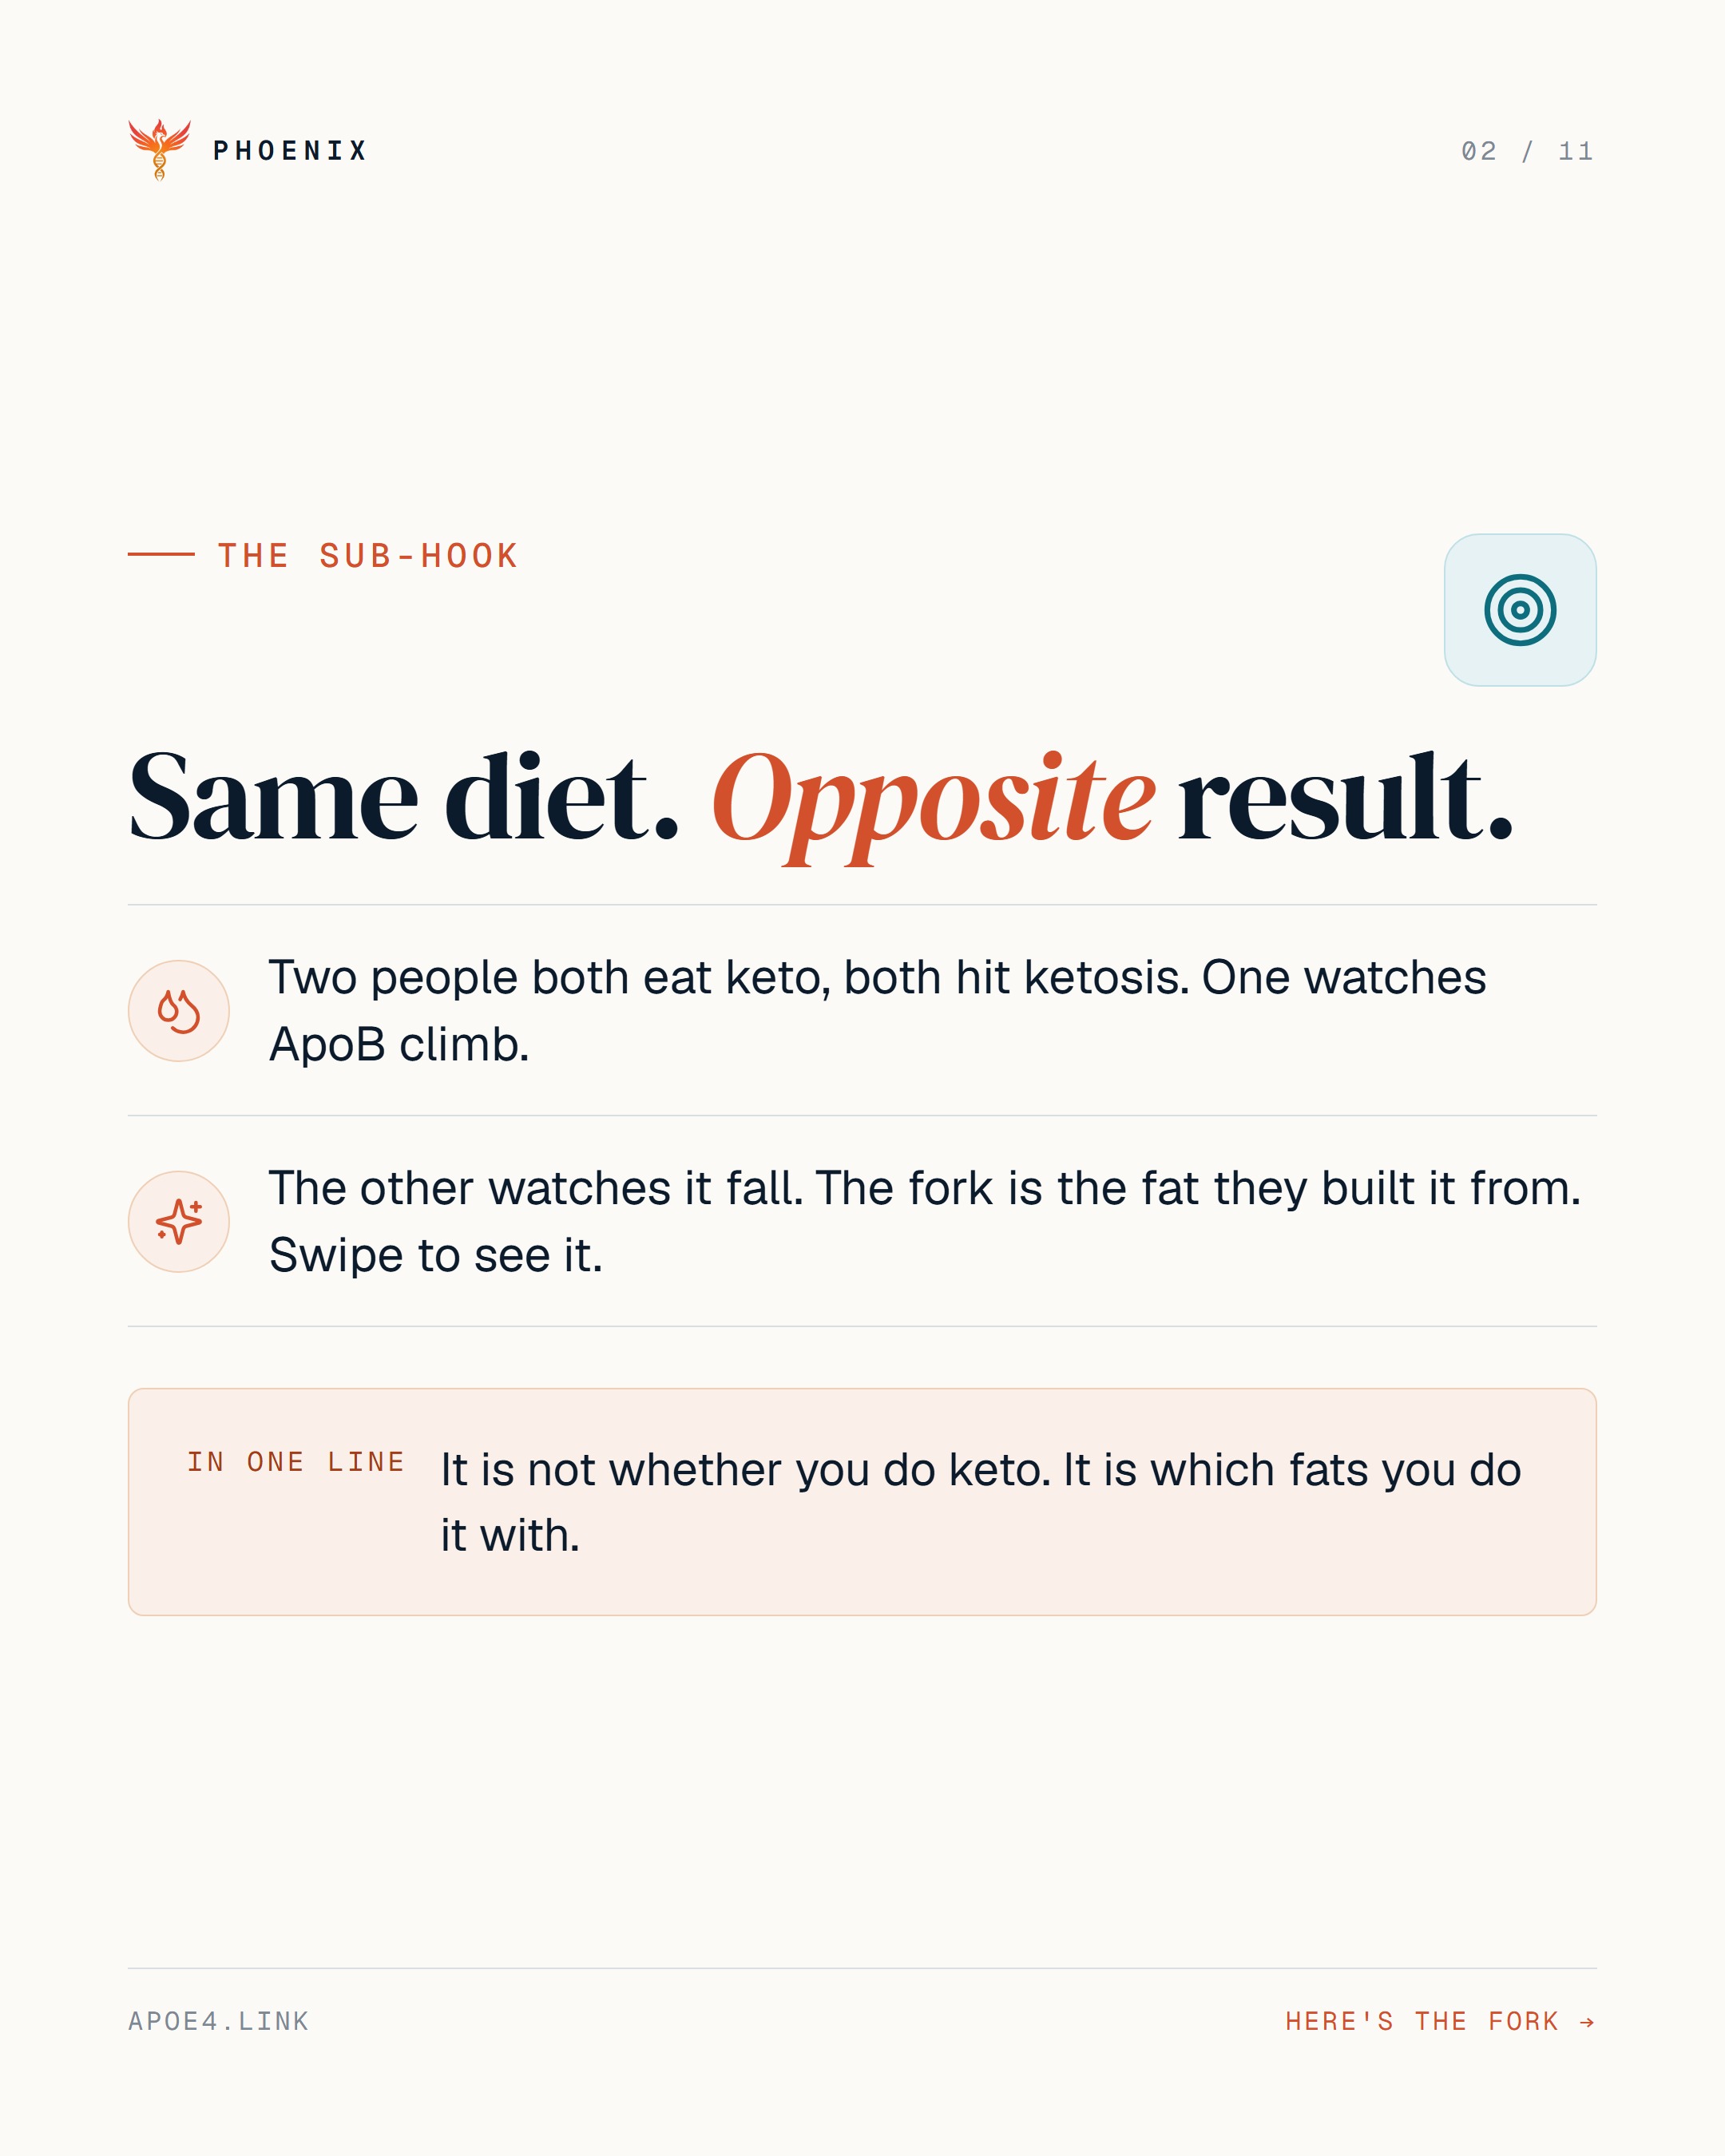 PHOENIX
02 / 11
THE SUB-HOOK
Same diet. Opposite result.
Two people both eat keto, both hit ketosis. One watches
ApoB climb.
The other watches it fall. The fork is the fat they built it from.
Swipe to see it.
IN ONE LINE
It is not whether you do keto. It is which fats you do
it with.
APOE4.LINK
HERE'S THE FORK →